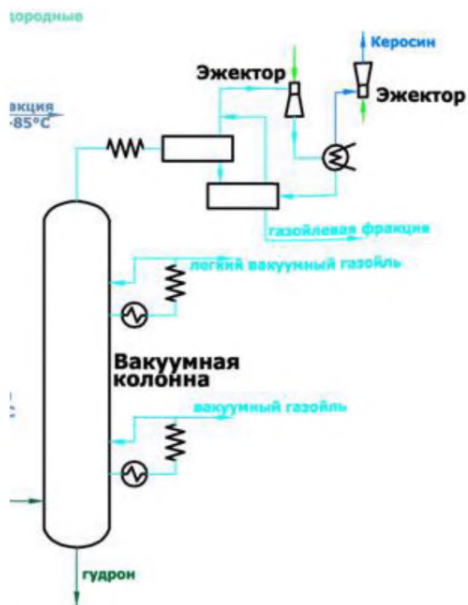 дородные
Керосин
Эжектор
Эжектор
акция
-85°С
газойлевая фракция
легкий вакуумный газойль
Вакуумная
колонна
вакуумный газойль
гудрон